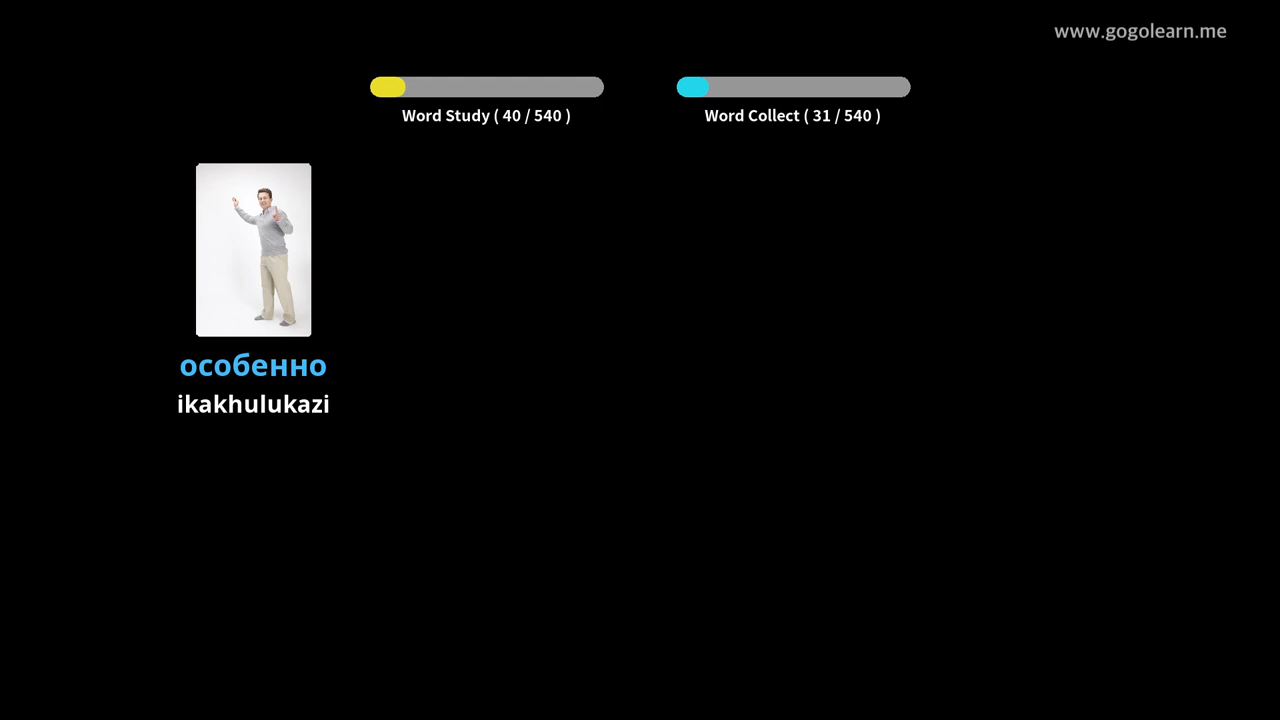 www.gogolearn.me
Word Study ( 40 / 540 )
Word Collect ( 31 / 540 )
особенно
ikakhulukazi